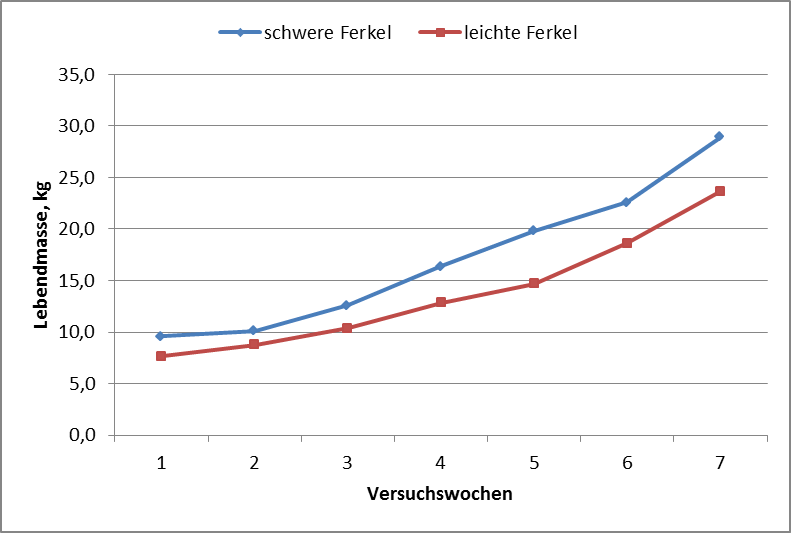 schwere Ferkel leichte Ferkel
35,0
30,0
25,0
20,0
15,0
10,0
5,0
0,0
Lebendmasse, kg
1 2 3 4 5 6 7
Versuchswochen